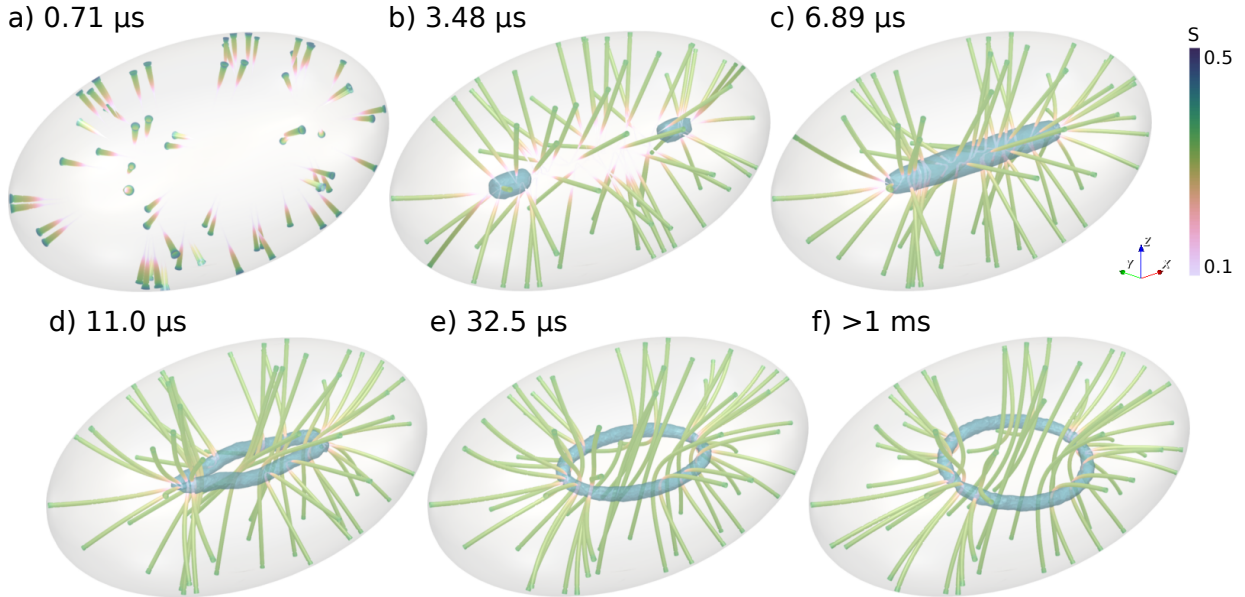 a) 0.71 µs
b) 3.48 µs
c) 6.89 µs
S
0.5
0.1
Z
Y
X
d) 11.0 µs
e) 32.5 µs
f) >1 ms